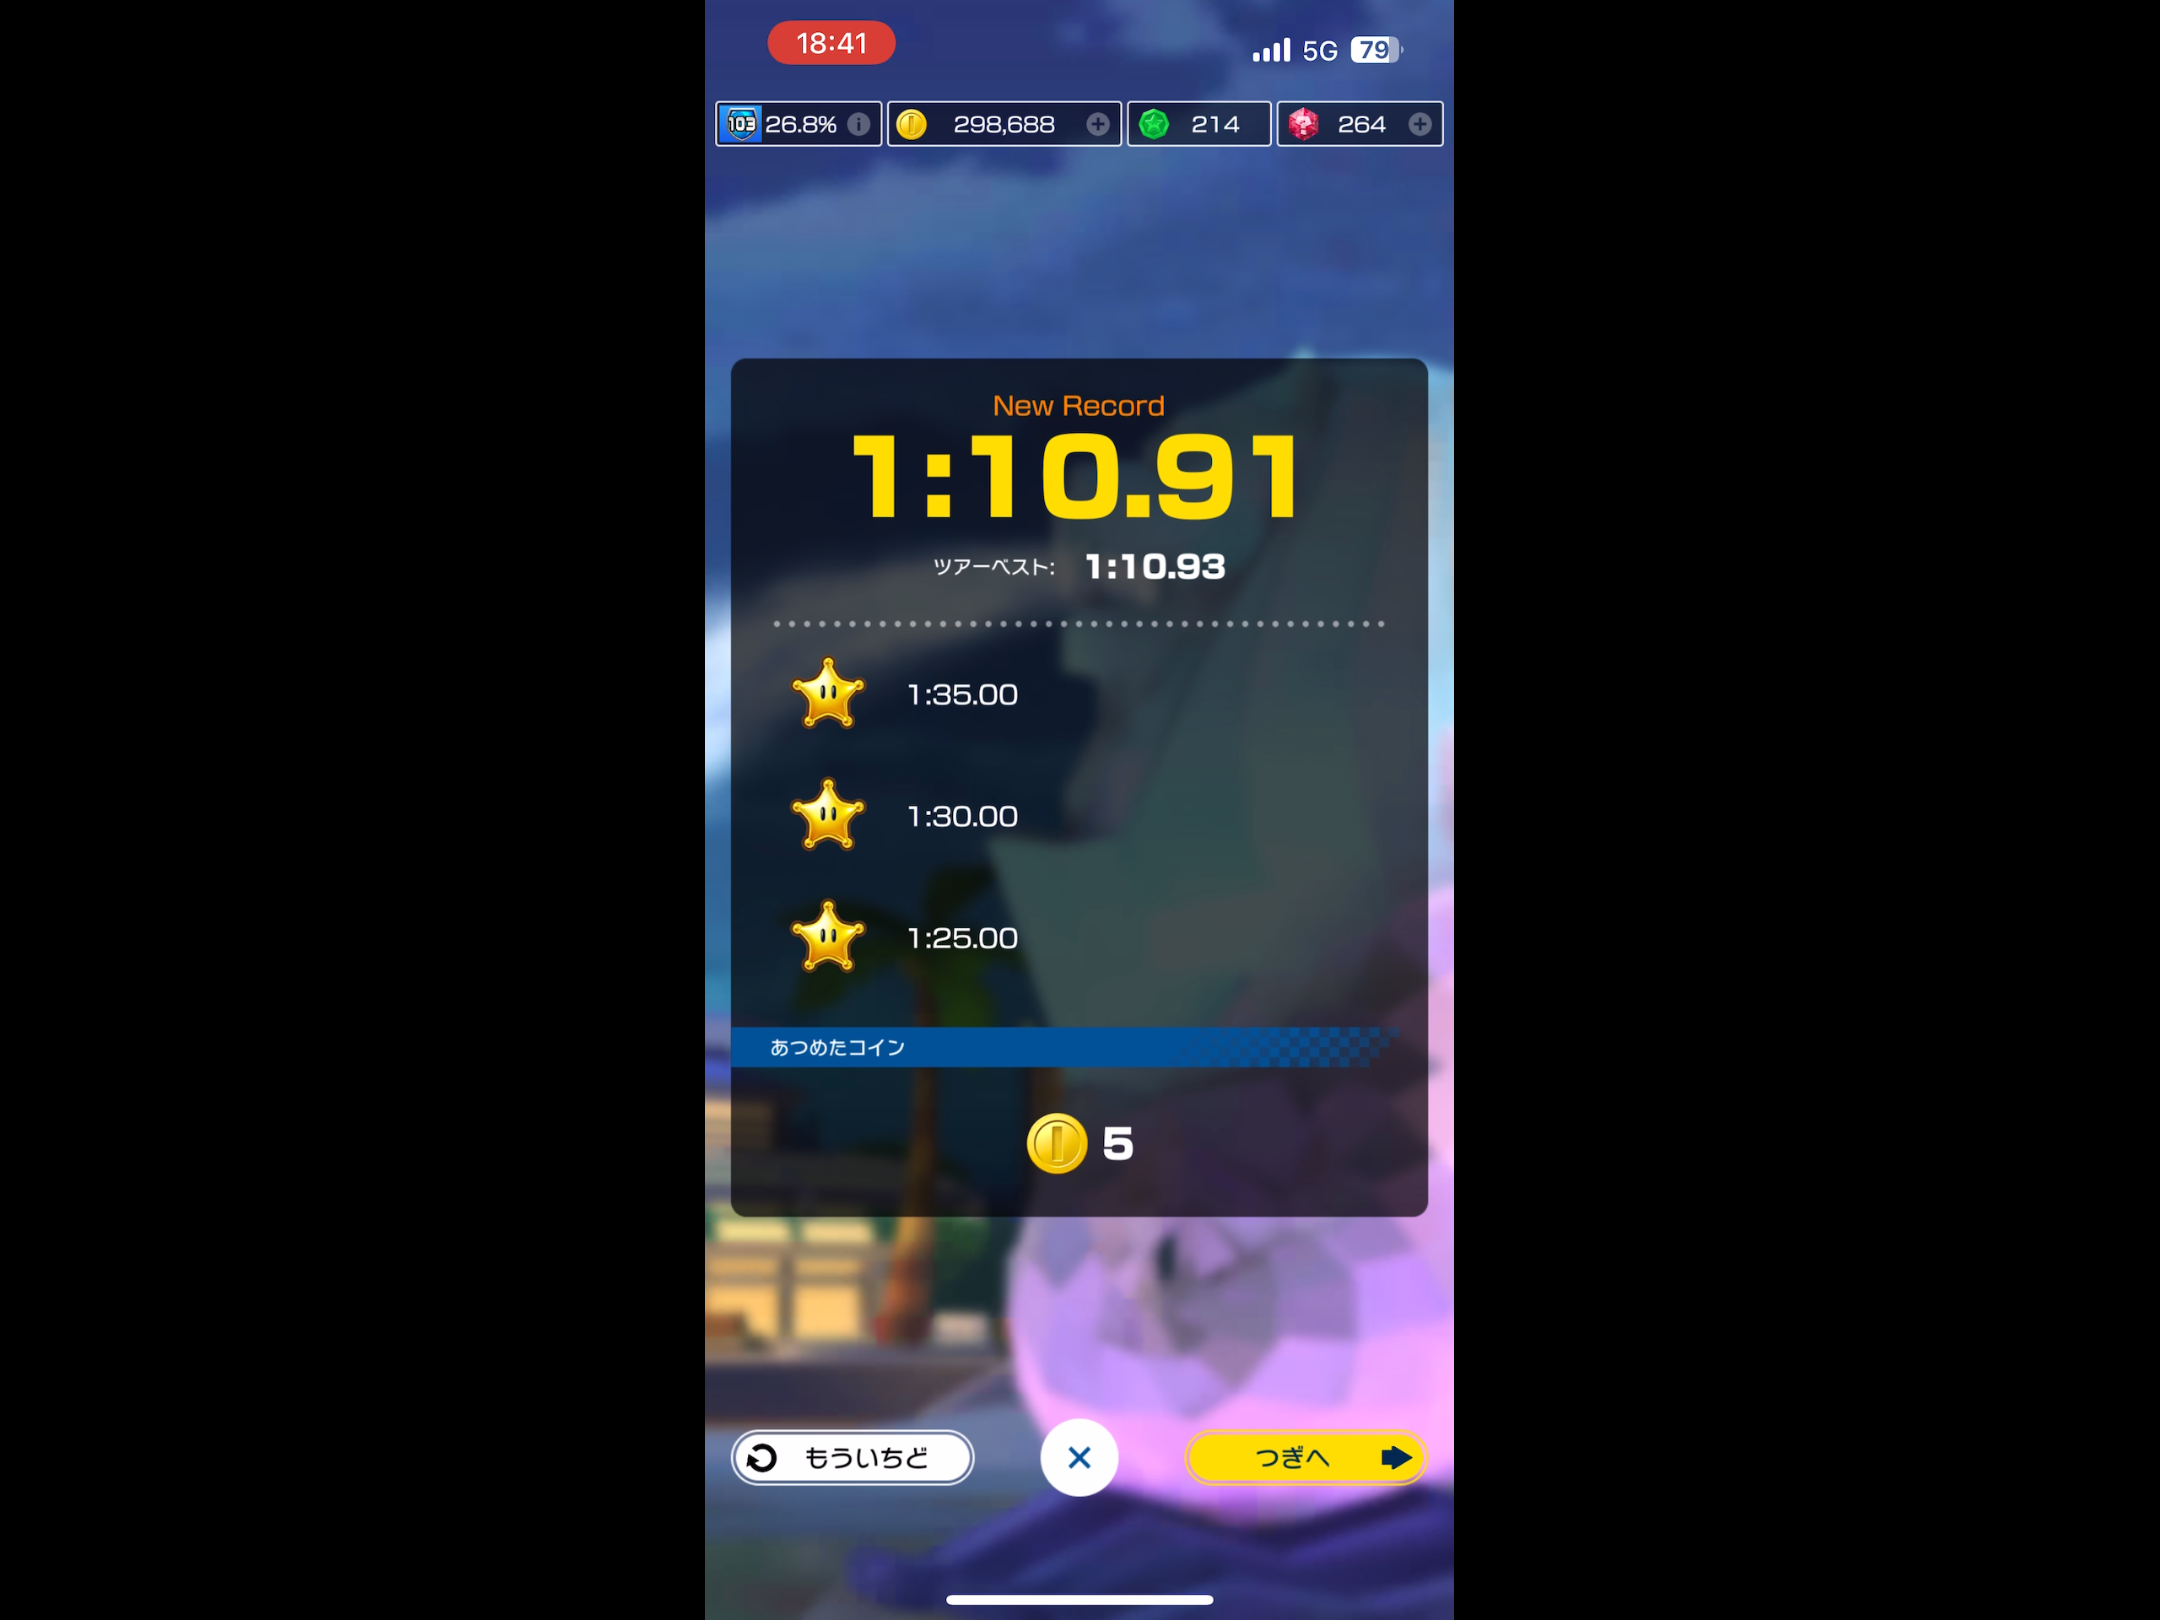 18:41 5G 79
103 26.8% i 298,688 + 214 ? 264 +
New Record
1:10.91
ツアーベスト: 1:10.93
1:35.00
1:30.00
1:25.00
あつめたコイン
5
もういちど × つぎへ